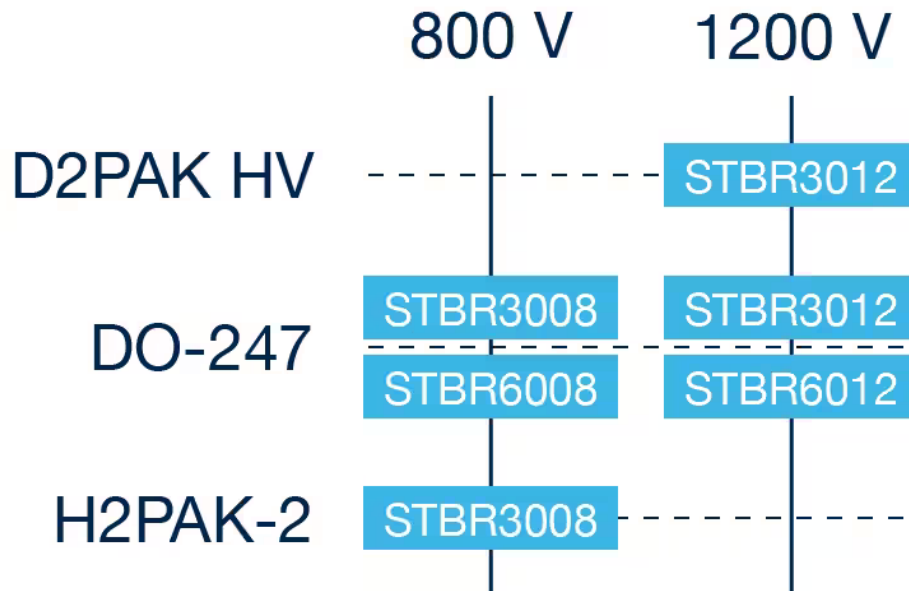 800 V 1200 V
D2PAK HV STBR3012
STBR3008 STBR3012
DO-247
STBR6008 STBR6012
H2PAK-2 STBR3008